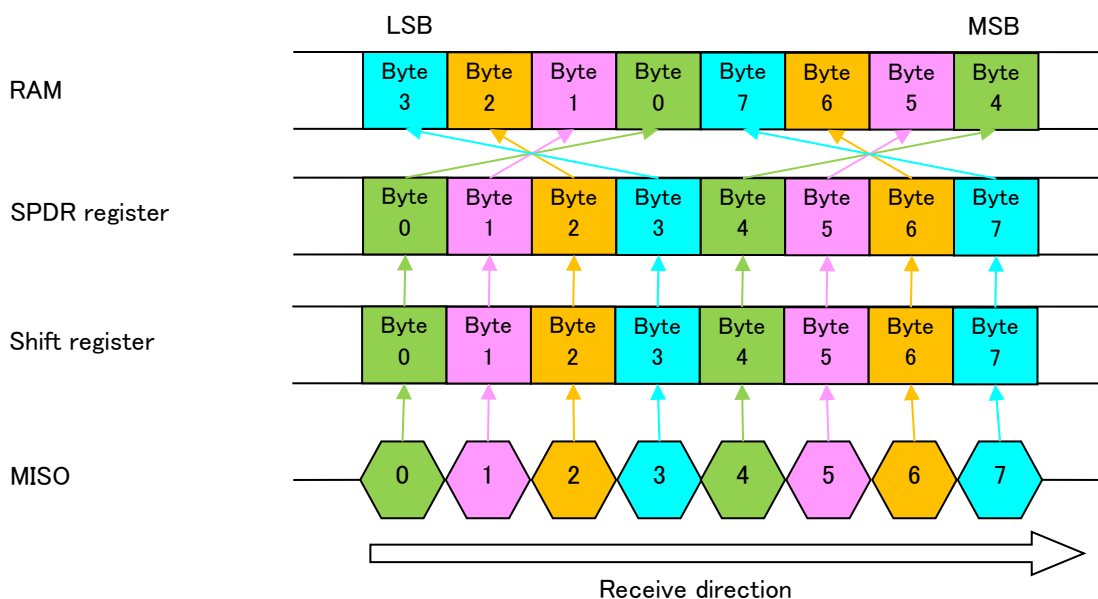 LSB MSB
RAM
Byte Byte Byte Byte Byte Byte Byte Byte
3 2 1 0 7 6 5 4
SPDR register
Byte Byte Byte Byte Byte Byte Byte Byte
0 1 2 3 4 5 6 7
Shift register
Byte Byte Byte Byte Byte Byte Byte Byte
0 1 2 3 4 5 6 7
MISO
0 1 2 3 4 5 6 7
Receive direction